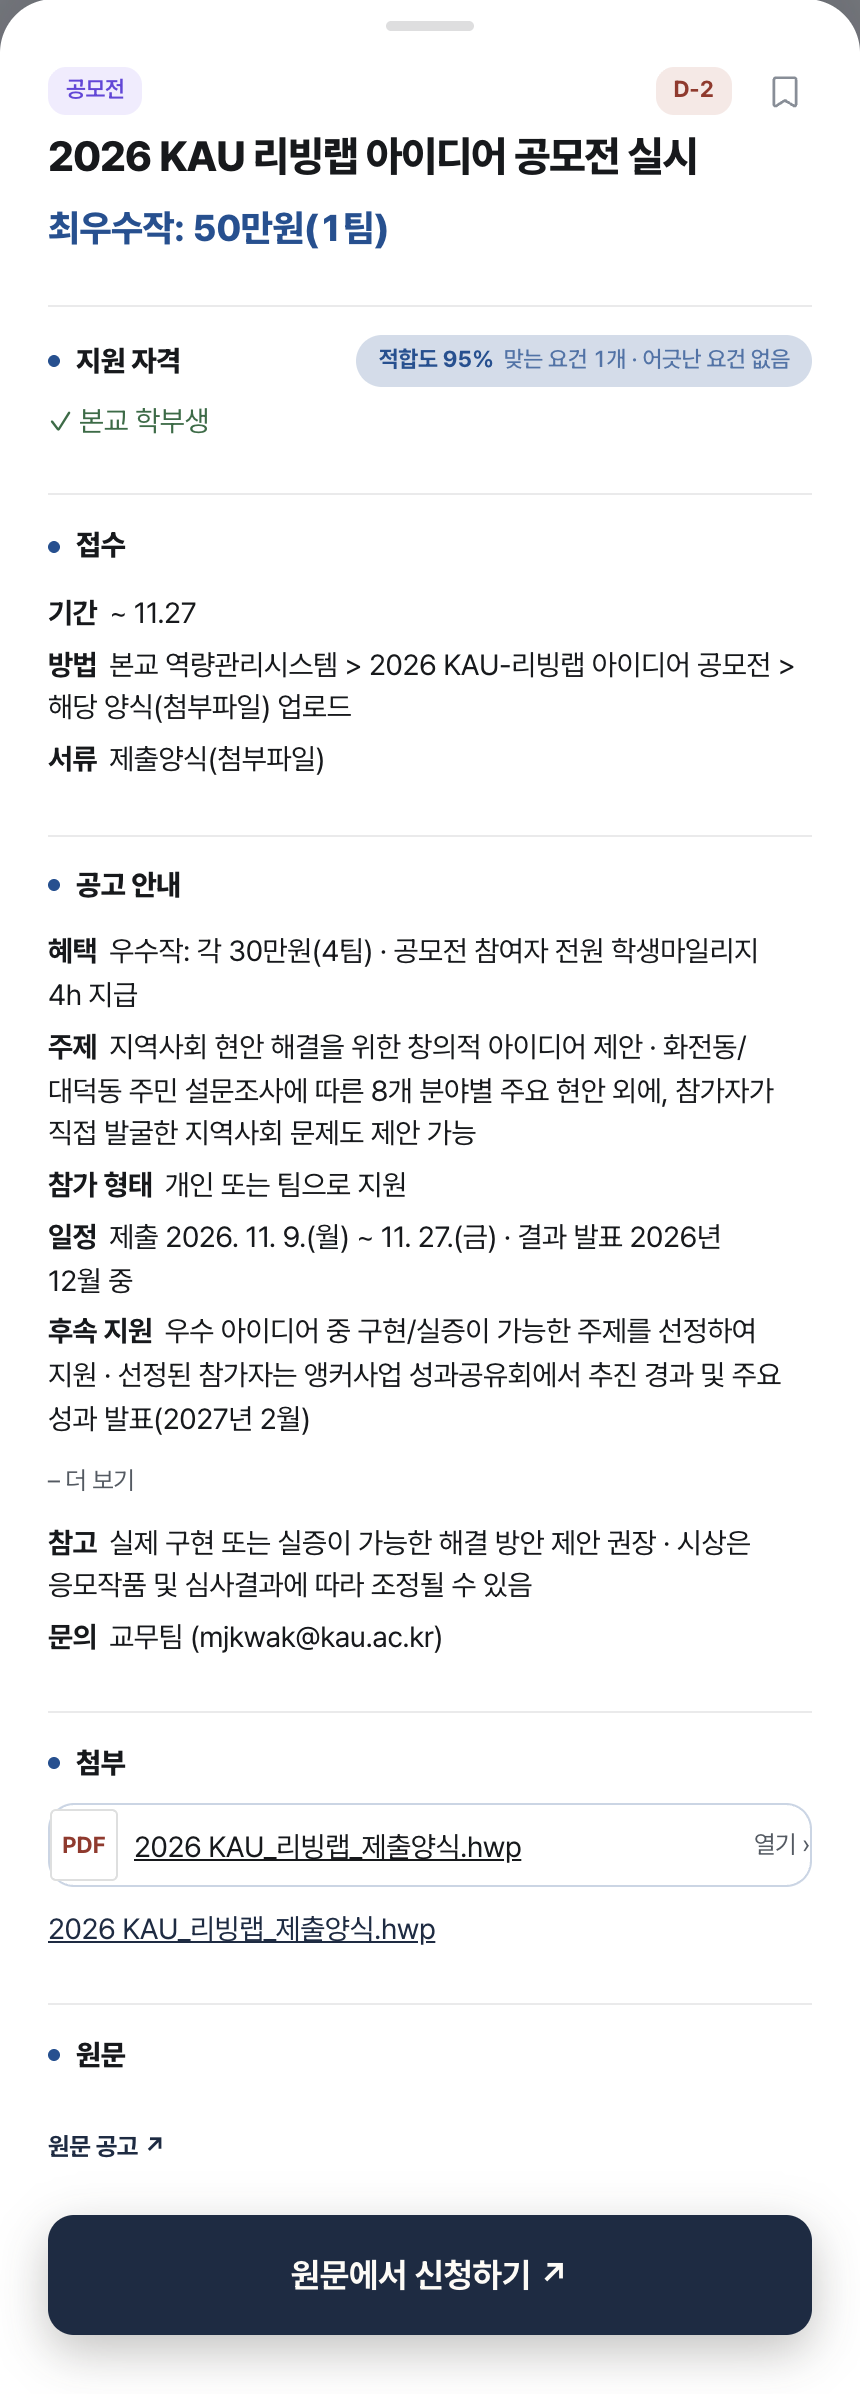 공모전
D-2
2026 KAU 리빙랩 아이디어 공모전 실시
최우수작: 50만원(1팀)
지원 자격
적합도 95% 맞는 요건 1개 · 어긋난 요건 없음
✓ 본교 학부생
접수
기간 ~ 11.27
방법 본교 역량관리시스템 > 2026 KAU-리빙랩 아이디어 공모전 >
해당 양식(첨부파일) 업로드
서류 제출양식(첨부파일)
공고 안내
혜택 우수작: 각 30만원(4팀) · 공모전 참여자 전원 학생마일리지
4h 지급
주제 지역사회 현안 해결을 위한 창의적 아이디어 제안 · 화전동/
대덕동 주민 설문조사에 따른 8개 분야별 주요 현안 외에, 참가자가
직접 발굴한 지역사회 문제도 제안 가능
참가 형태 개인 또는 팀으로 지원
일정 제출 2026. 11. 9.(월) ~ 11. 27.(금) · 결과 발표 2026년
12월 중
후속 지원 우수 아이디어 중 구현/실증이 가능한 주제를 선정하여
지원 · 선정된 참가자는 앵커사업 성과공유회에서 추진 경과 및 주요
성과 발표(2027년 2월)
– 더 보기
참고 실제 구현 또는 실증이 가능한 해결 방안 제안 권장 · 시상은
응모작품 및 심사결과에 따라 조정될 수 있음
문의 교무팀 (mjkwak@kau.ac.kr)
첨부
PDF 2026 KAU_리빙랩_제출양식.hwp 열기 ›
2026 KAU_리빙랩_제출양식.hwp
원문
원문 공고 ↗
원문에서 신청하기 ↗